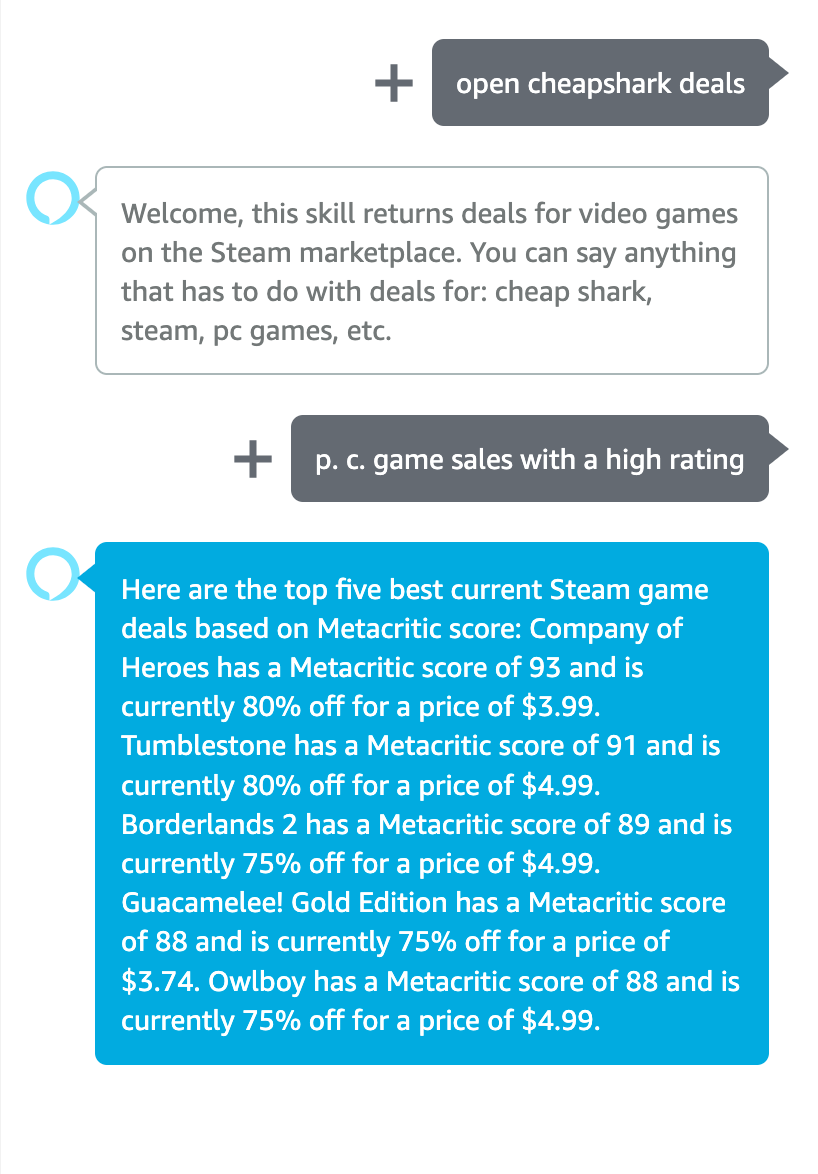 open cheapshark deals
Welcome, this skill returns deals for video games
on the Steam marketplace. You can say anything
that has to do with deals for: cheap shark,
steam, pc games, etc.
p. c. game sales with a high rating
Here are the top five best current Steam game
deals based on Metacritic score: Company of
Heroes has a Metacritic score of 93 and is
currently 80% off for a price of $3.99.
Tumblestone has a Metacritic score of 91 and is
currently 80% off for a price of $4.99.
Borderlands 2 has a Metacritic score of 89 and is
currently 75% off for a price of $4.99.
Guacamelee! Gold Edition has a Metacritic score
of 88 and is currently 75% off for a price of
$3.74. Owlboy has a Metacritic score of 88 and is
currently 75% off for a price of $4.99.